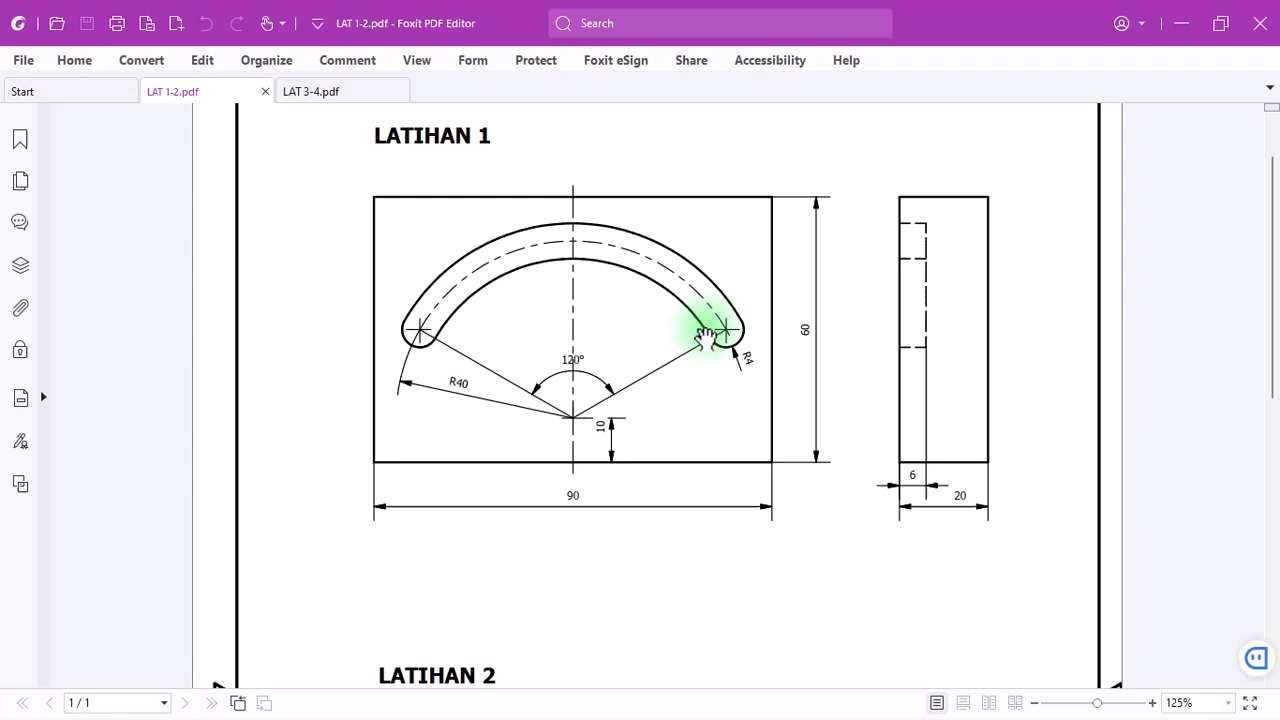 LAT 1-2.pdf - Foxit PDF Editor
Search
File Home Convert Edit Organize Comment View Form Protect Foxit eSign Share Accessibility Help
Start
LAT 1-2.pdf
LAT 3-4.pdf
LATIHAN 1
120°
R40
R4
10
60
90
6
20
LATIHAN 2
1 / 1
125%